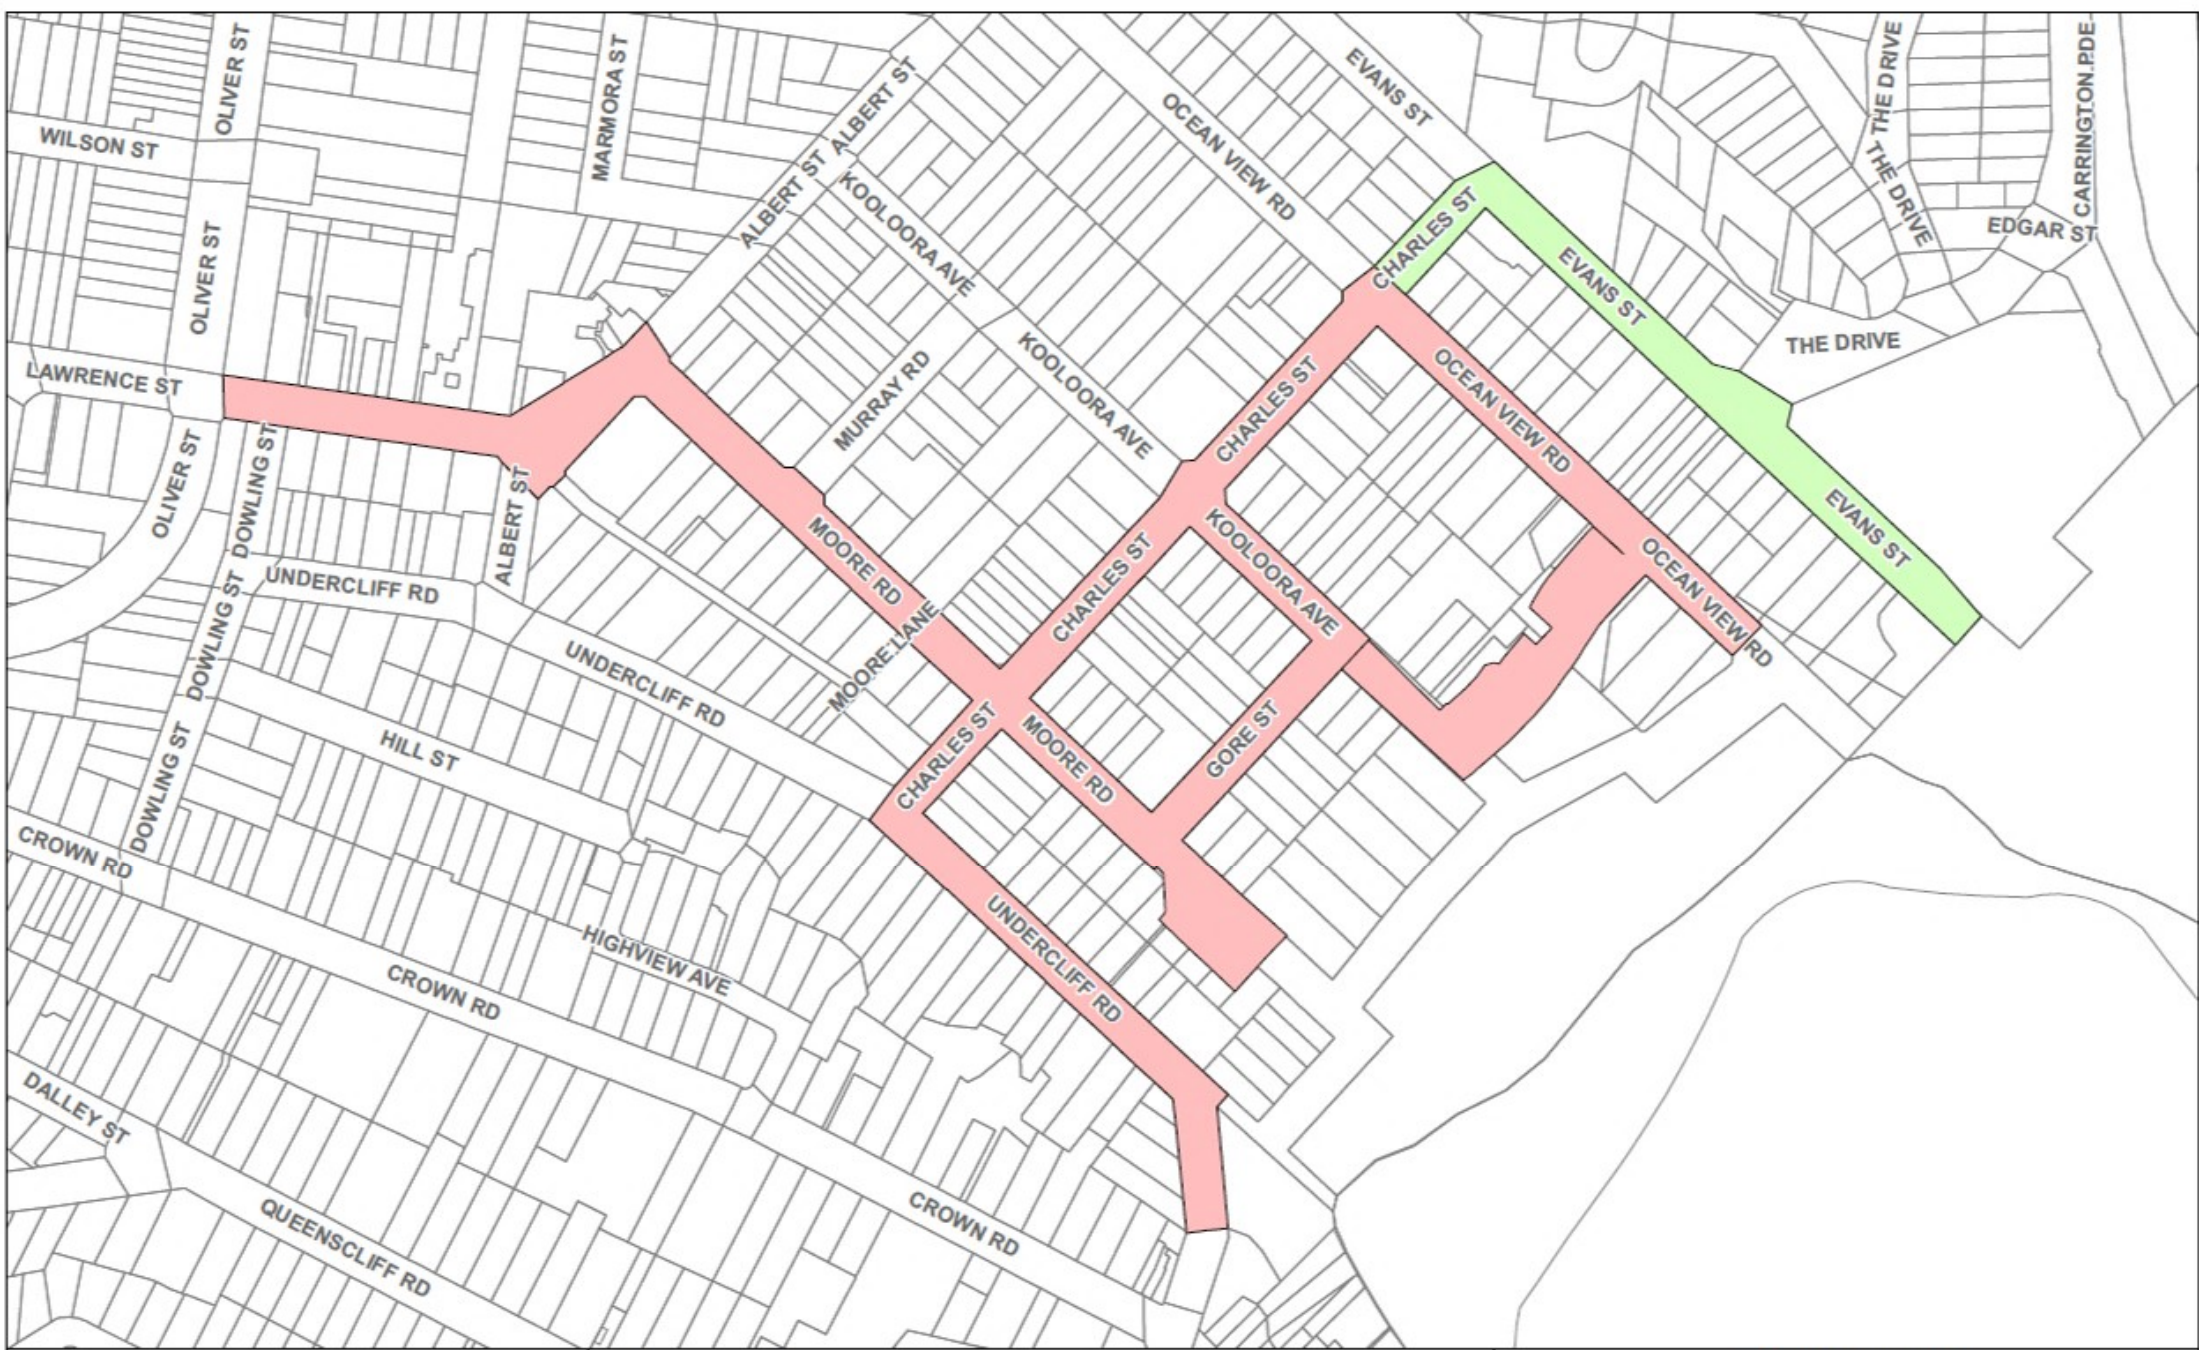 OLIVER ST
MARMORA ST
ALBERT ST
EVANS ST
THE DRIVE
CARRINGTON PDE
WILSON ST
OCEAN VIEW RD
ALBERT ST
KOOLOORA AVE
CHARLES ST
THE DRIVE
EDGAR ST
OLIVER ST
EVANS ST
LAWRENCE ST
MURRAY RD
KOOLOORA AVE
CHARLES ST
OCEAN VIEW RD
THE DRIVE
OLIVER ST
DOWLING ST
ALBERT ST
MOORE RD
CHARLES ST
KOOLOORA AVE
OCEAN VIEW RD
EVANS ST
UNDERCLIFF RD
DOWLING ST
UNDERCLIFF RD
MOORE LANE
HILL ST
CHARLES ST
MOORE RD
GORE ST
DOWLING ST
CROWN RD
HIGHVIEW AVE
UNDERCLIFF RD
CROWN RD
DALLEY ST
QUEENSCLIFF RD
CROWN RD